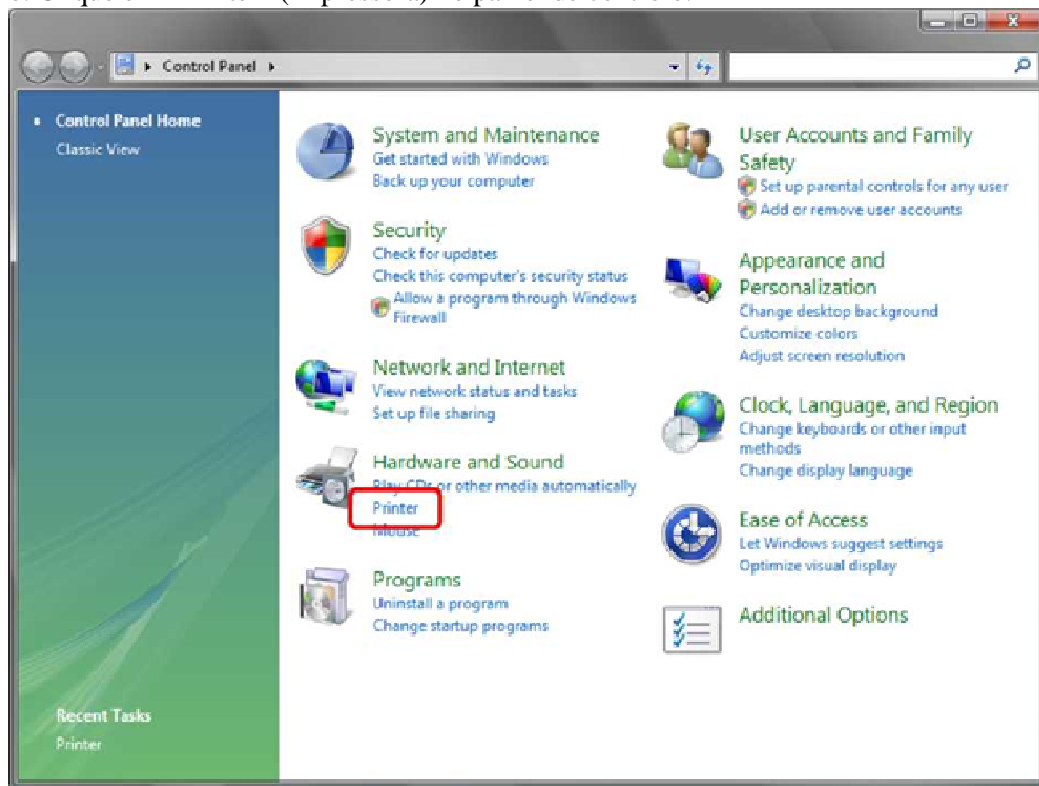 Control Panel
Control Panel Home
Classic View
System and Maintenance
Get started with Windows
Back up your computer
Security
Check for updates
Check this computer's security status
Allow a program through Windows
Firewall
Network and Internet
View network status and tasks
Set up file sharing
Hardware and Sound
Play CDs or other media automatically
Printer
Mouse
Programs
Uninstall a program
Change startup programs
User Accounts and Family
Safety
Set up parental controls for any user
Add or remove user accounts
Appearance and
Personalization
Change desktop background
Customize colors
Adjust screen resolution
Clock, Language, and Region
Change keyboards or other input
methods
Change display language
Ease of Access
Let Windows suggest settings
Optimize visual display
Additional Options
Recent Tasks
Printer